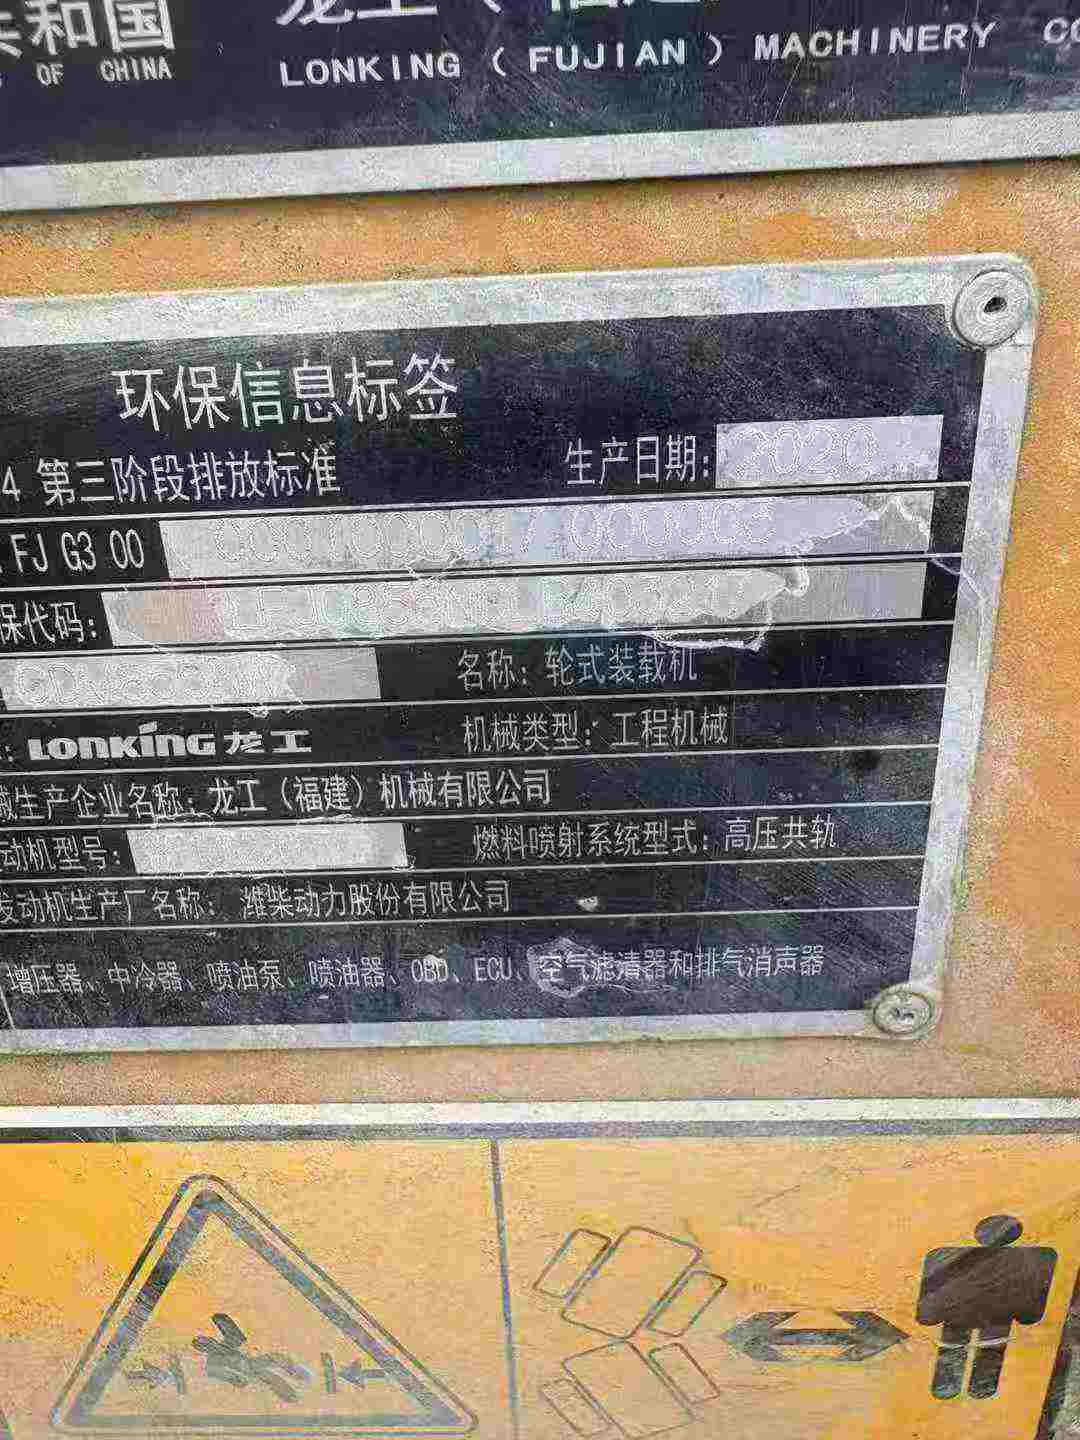 共和国 龙工（福建
OF CHINA LONKING ( FUJIAN ) MACHINERY CO
环保信息标签
4 第三阶段排放标准 生产日期: 2020
FJ G3 00
保代码:
名称: 轮式装载机
: LONKING 龙工 机械类型: 工程机械
械生产企业名称: 龙工（福建）机械有限公司
动机型号: 燃料喷射系统型式: 高压共轨
发动机生产厂名称: 潍柴动力股份有限公司
增压器、中冷器、喷油泵、喷油器、OBD、ECU、空气滤清器和排气消声器